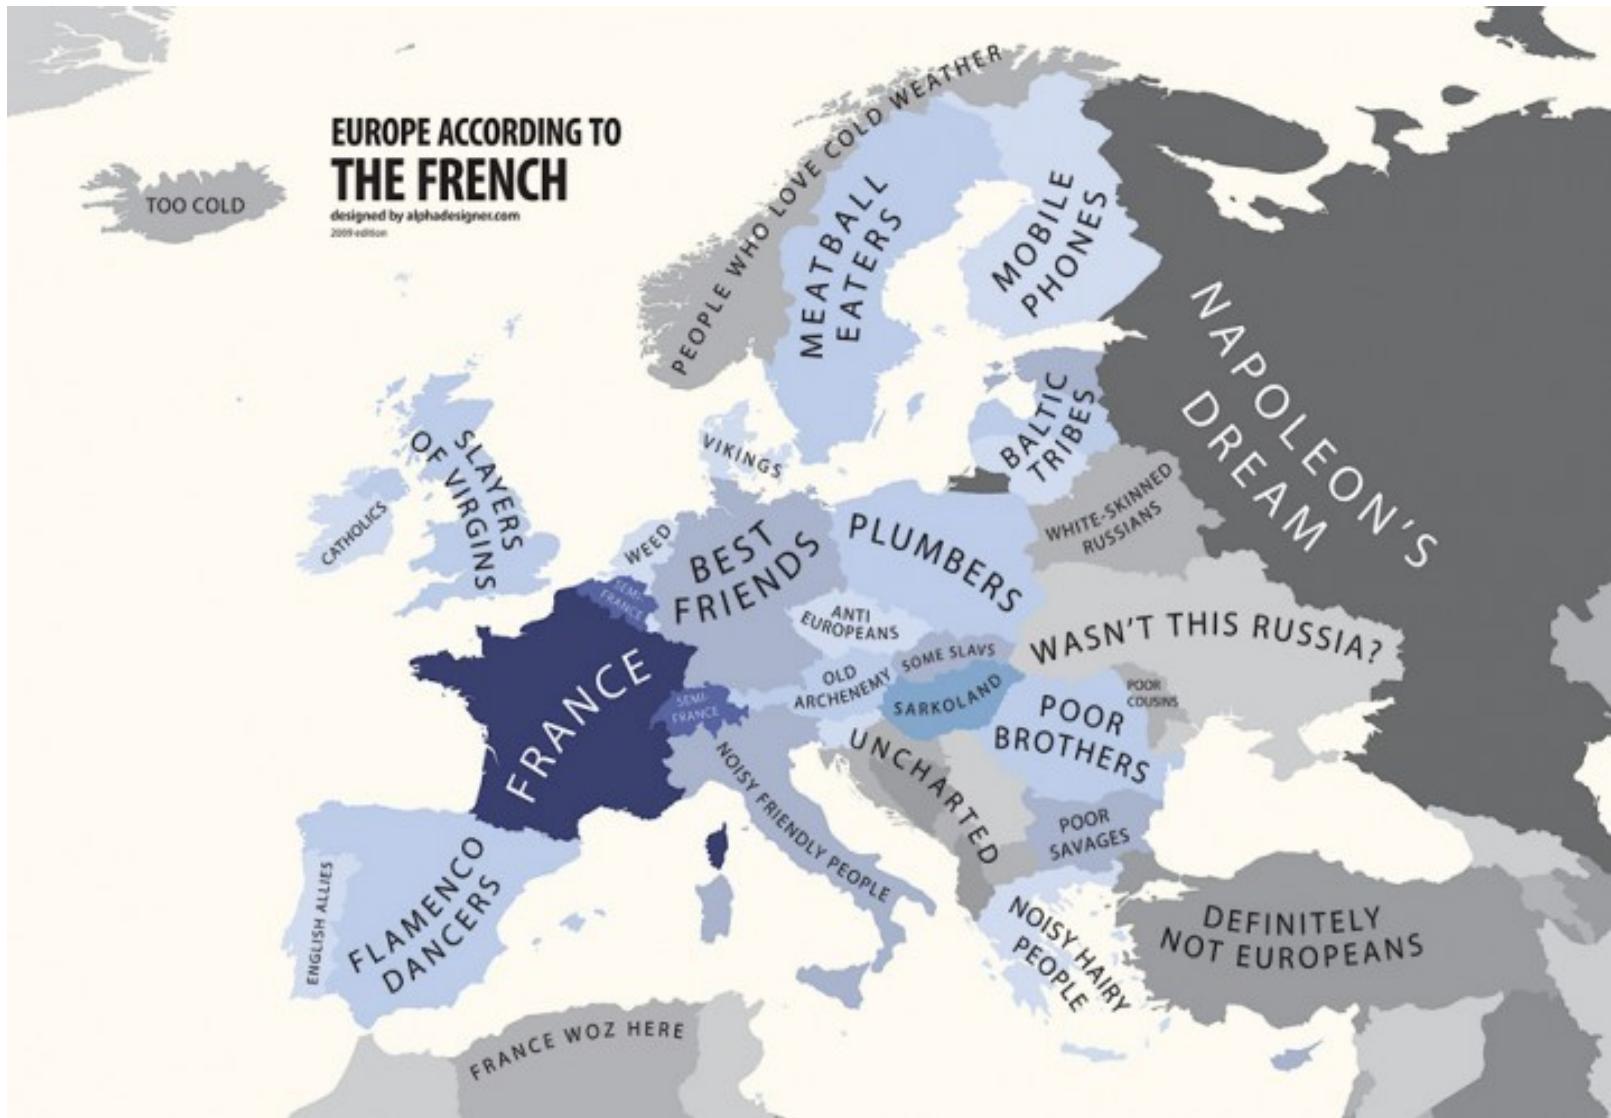 EUROPE ACCORDING TO
THE FRENCH
designed by alphadesigner.com
2009 edition
TOO COLD
PEOPLE WHO LOVE COLD WEATHER
MEATBALL
EATERS
MOBILE
PHONES
NAPOLEON'S
DREAM
BALTIC
TRIBES
VIKINGS
SLAYERS
OF VIRGINS
CATHOLICS
WEED
BEST
FRIENDS
PLUMBERS
WHITE-SKINNED
RUSSIANS
SEMI-
FRANCE
ANTI
EUROPEANS
WASN'T THIS RUSSIA?
FRANCE
SOME SLAVS
OLD
ARCHENEMY
SARKOLAND
SEMI-
FRANCE
POOR
COUSINS
POOR
BROTHERS
UNCHARTED
NOISY FRIENDLY PEOPLE
POOR
SAVAGES
ENGLISH ALLIES
FLAMENCO
DANCERS
NOISY HAIRY
PEOPLE
DEFINITELY
NOT EUROPEANS
FRANCE WOZ HERE